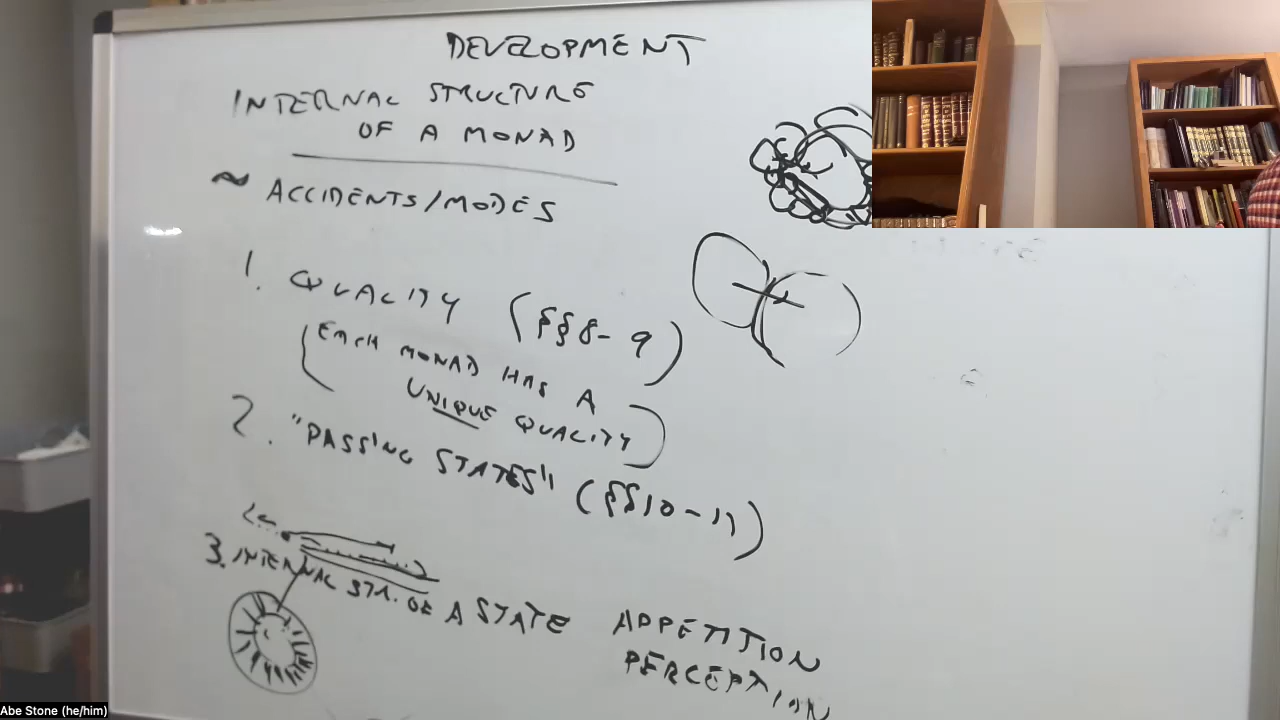 DEVELOPMENT
INTERNAL STRUCTURE
OF A MONAD
~ ACCIDENTS/MODES
1. QUALITY (§§8-9)
(EACH MONAD HAS A
UNIQUE QUALITY)
2. "PASSING STATES" (§§10-11)
3. INTERNAL STR. OF A STATE
APPETITION
PERCEPTION
Abe Stone (he/him)